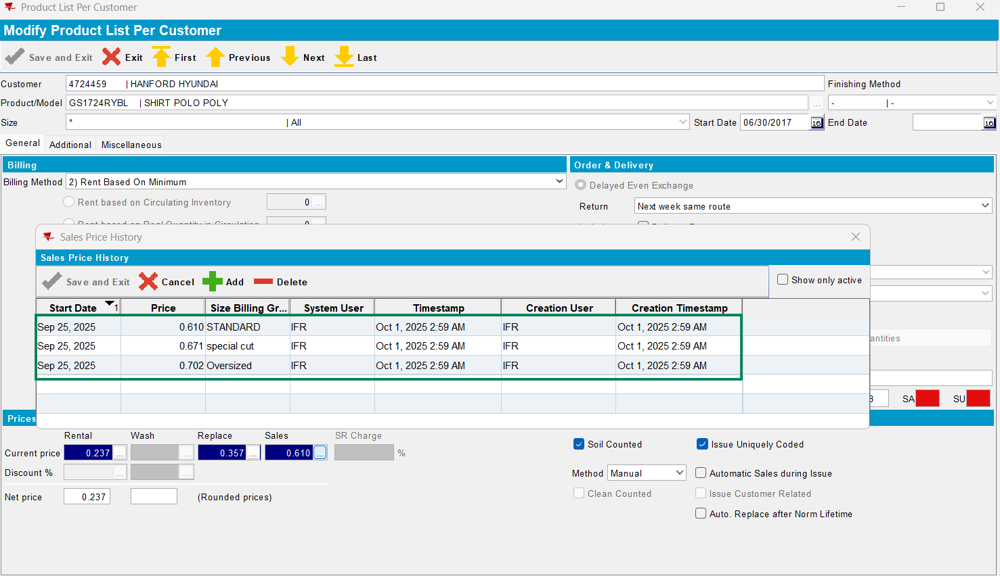 Product List Per Customer
Modify Product List Per Customer
Save and Exit Exit First Previous Next Last
Customer 4724459 | HANFORD HYUNDAI Finishing Method
Product/Model GS1724RYBL | SHIRT POLO POLY ... - | -
Size * | All Start Date 06/30/2017 16 End Date 16
General Additional Miscellaneous
Billing Order & Delivery
Billing Method 2) Rent Based On Minimum Delayed Even Exchange
Rent based on Circulating Inventory 0 ... Return Next week same route
Sales Price History
Sales Price History
Save and Exit Cancel Add Delete Show only active
Start Date 1 Price Size Billing Gr... System User Timestamp Creation User Creation Timestamp
Sep 25, 2025 0.610 STANDARD IFR Oct 1, 2025 2:59 AM IFR Oct 1, 2025 2:59 AM
Sep 25, 2025 0.671 special cut IFR Oct 1, 2025 2:59 AM IFR Oct 1, 2025 2:59 AM
antities
Sep 25, 2025 0.702 Oversized IFR Oct 1, 2025 2:59 AM IFR Oct 1, 2025 2:59 AM
SA SU
Prices
Rental Wash Replace Sales SR Charge
Current price 0.237 ... ... 0.357 ... 0.610 ... % Soil Counted Issue Uniquely Coded
Discount % ... ... Method Manual Automatic Sales during Issue
Net price 0.237 (Rounded prices) Clean Counted Issue Customer Related
Auto. Replace after Norm Lifetime